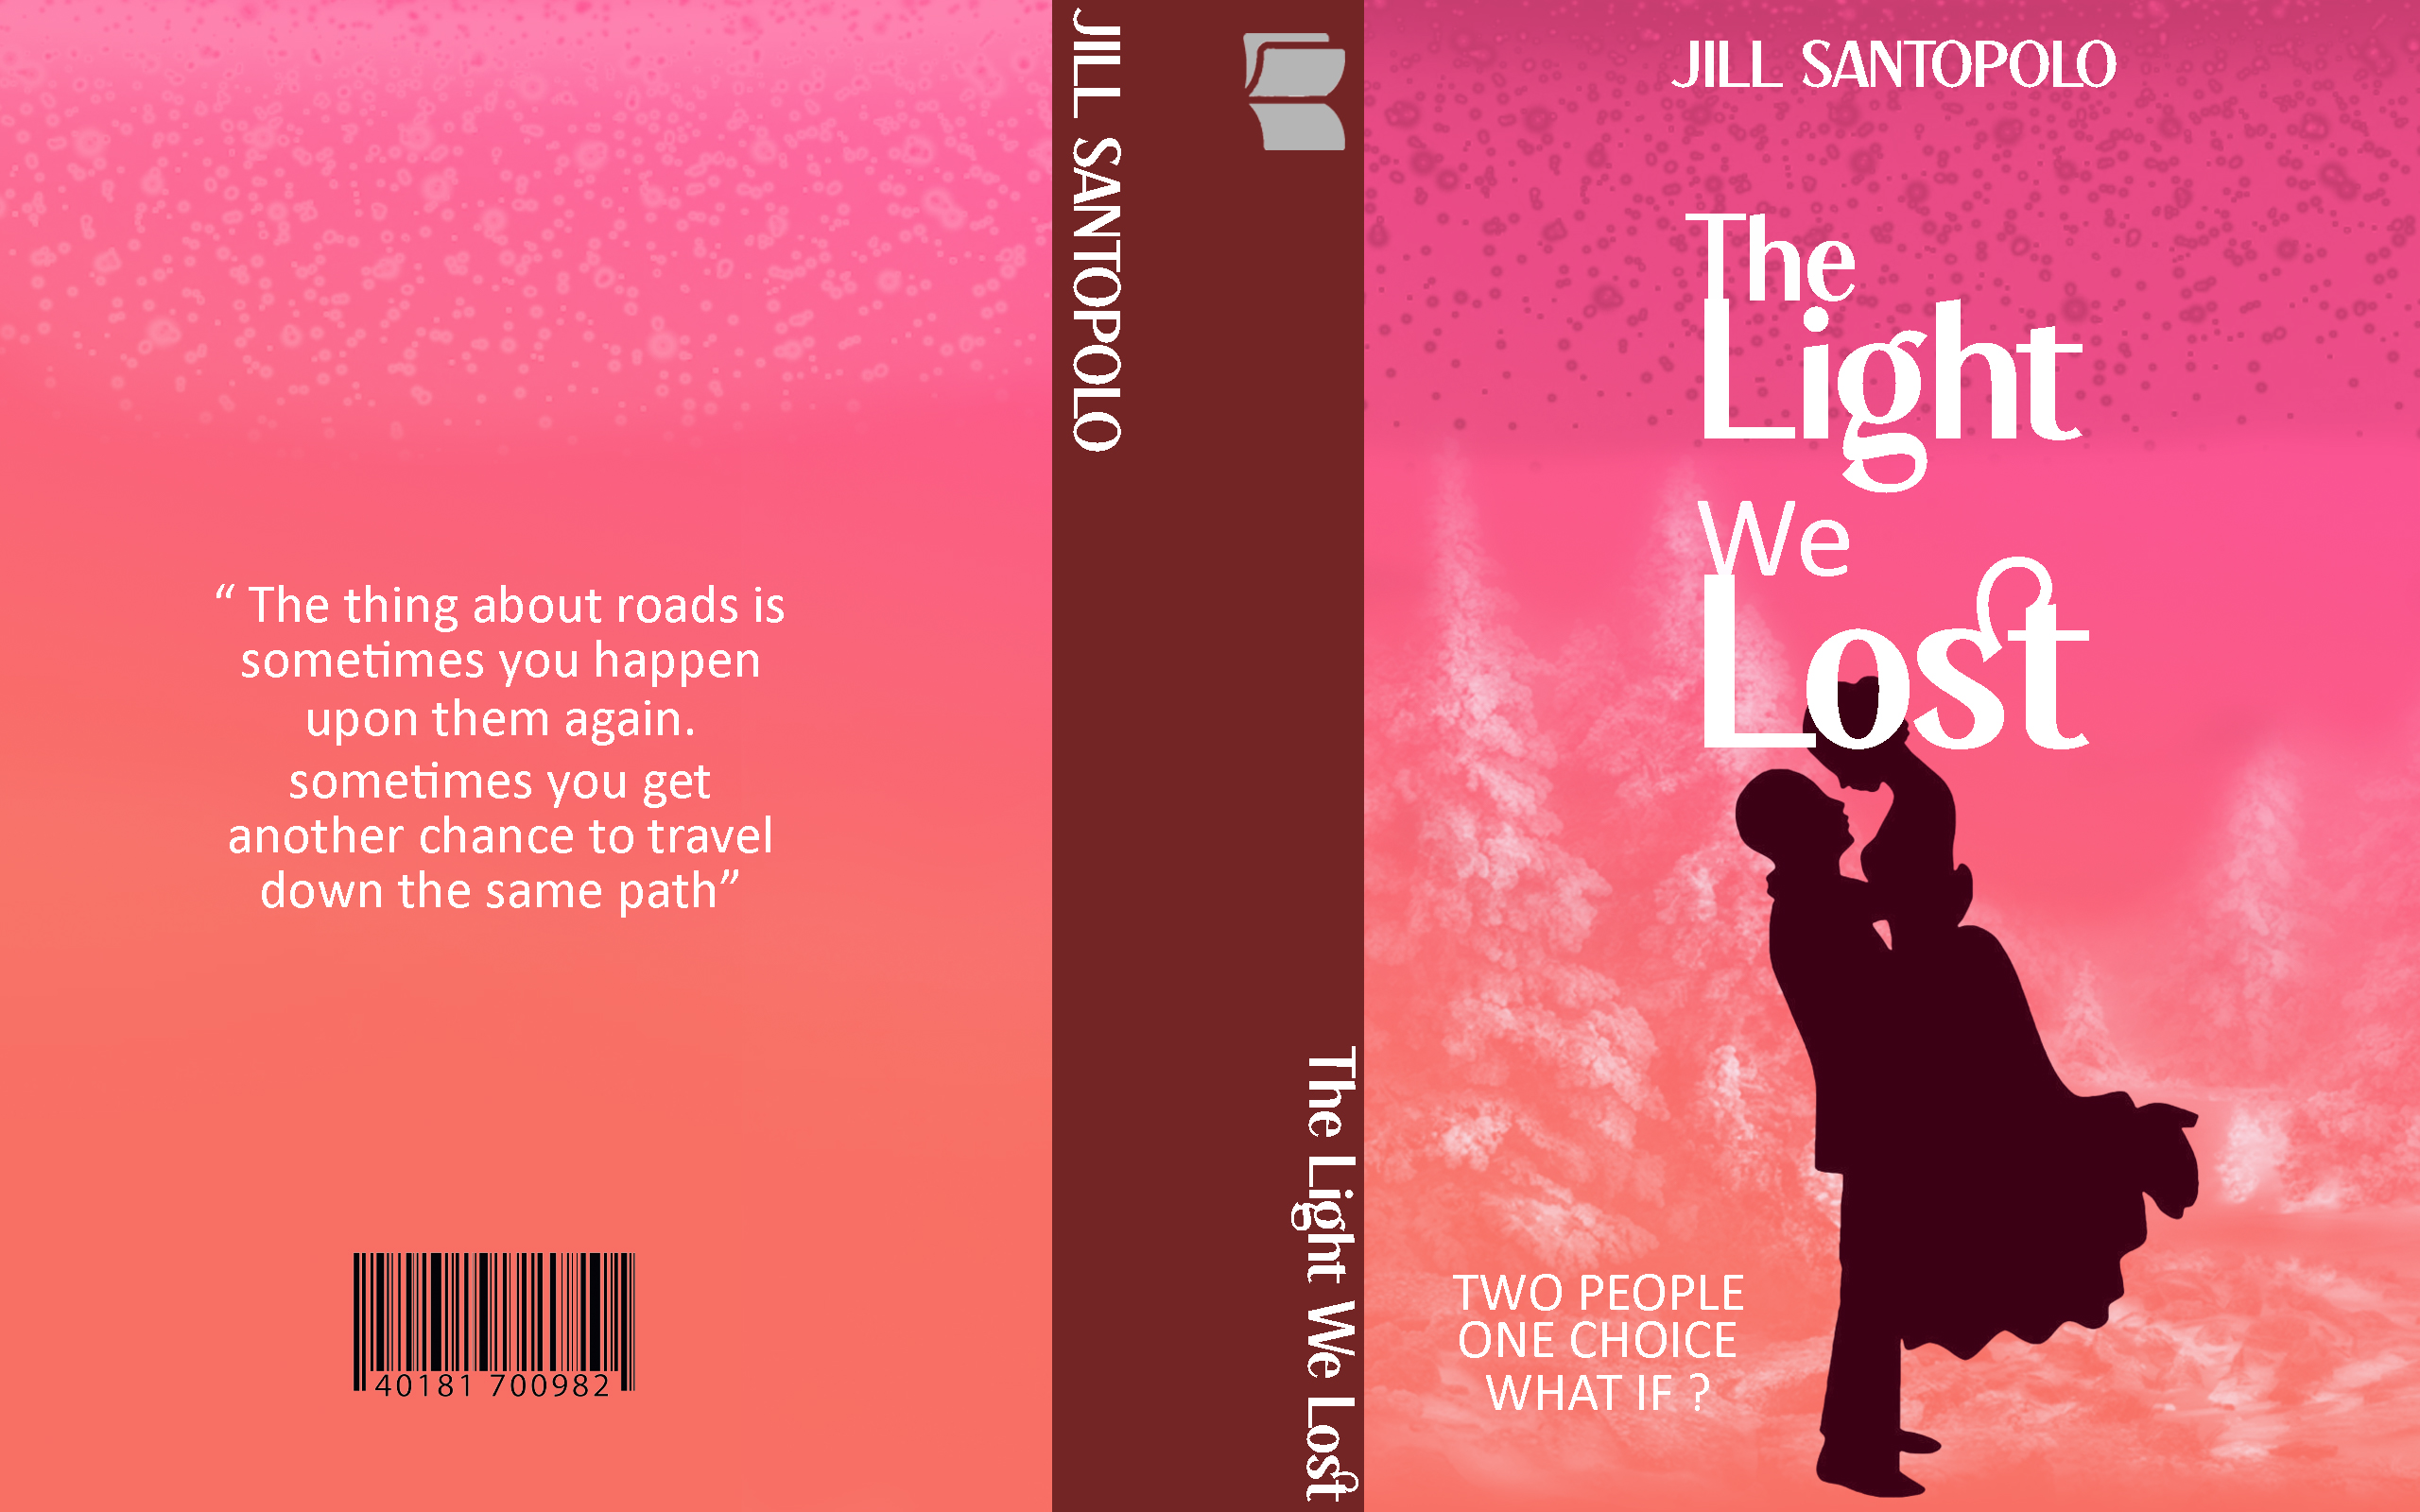 “ The thing about roads is
sometimes you happen
upon them again.
sometimes you get
another chance to travel
down the same path”
40181 700982
JILL SANTOPOLO
The Light We Lost
JILL SANTOPOLO
The
Light
We
Lost
TWO PEOPLE
ONE CHOICE
WHAT IF ?